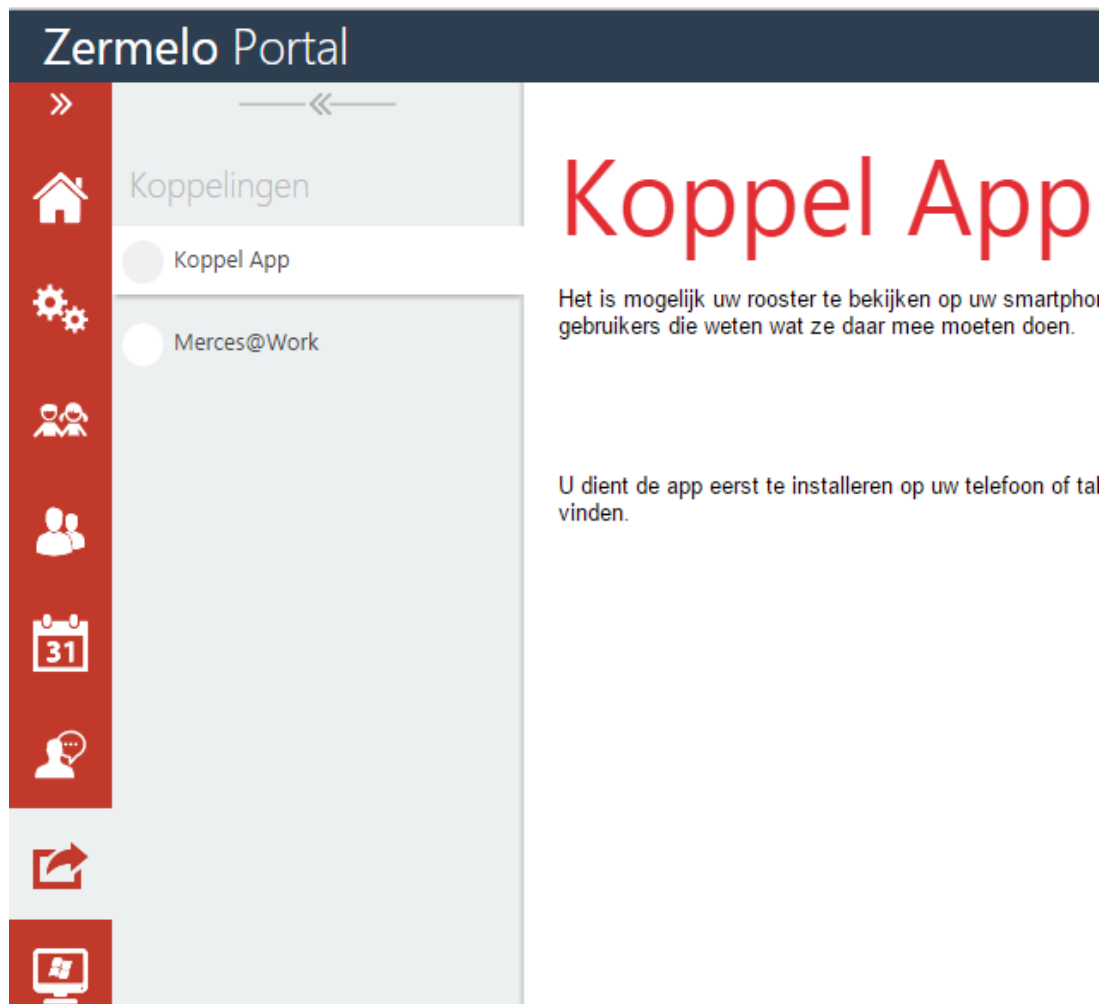 Zermelo Portal
Koppelingen
Koppel App
Merces@Work
31
Koppel App
Het is mogelijk uw rooster te bekijken op uw
gebruikers die weten wat ze daar mee moeten doen.
U dient de app eerst te installeren op uw telefoon of
vinden.